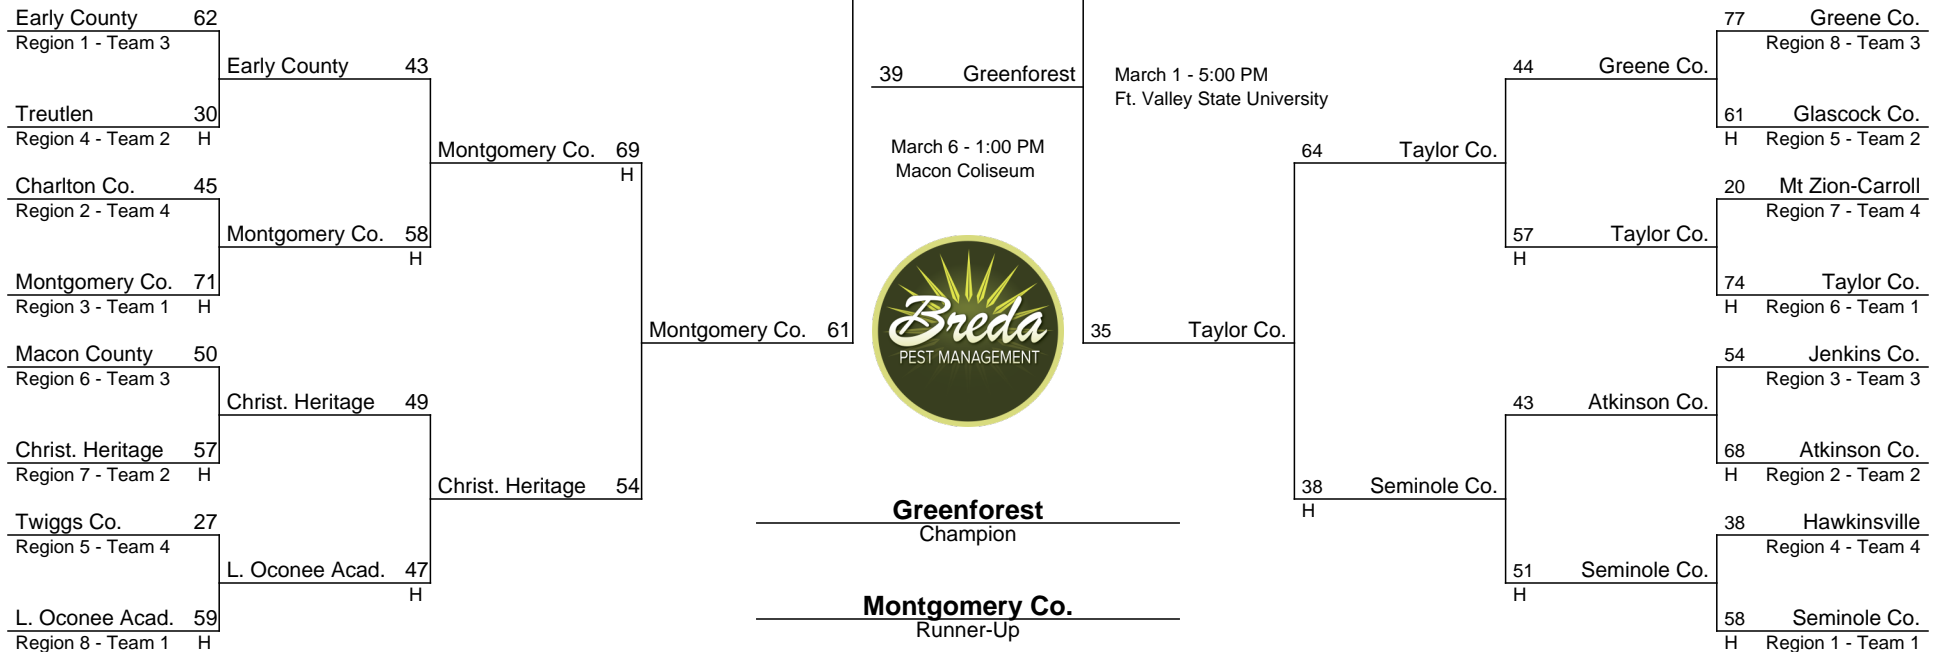 Early County 62
Region 1 - Team 3
Early County 43
Treutlen 30
Region 4 - Team 2 H
Montgomery Co. 69
H
Charlton Co. 45
Region 2 - Team 4
Montgomery Co. 58
H
Montgomery Co. 71
Region 3 - Team 1 H
Montgomery Co. 61
Macon County 50
Region 6 - Team 3
Christ. Heritage 49
Christ. Heritage 57
Region 7 - Team 2 H
Christ. Heritage 54
Twiggs Co. 27
Region 5 - Team 4
L. Oconee Acad. 47
H
L. Oconee Acad. 59
Region 8 - Team 1 H
39 Greenforest
March 6 - 1:00 PM
Macon Coliseum
Breda
PEST MANAGEMENT
Greenforest
Champion
Montgomery Co.
Runner-Up
March 1 - 5:00 PM
Ft. Valley State University
35 Taylor Co.
64 Taylor Co.
38 Seminole Co.
H
44 Greene Co.
57 Taylor Co.
H
43 Atkinson Co.
51 Seminole Co.
H
77 Greene Co.
Region 8 - Team 3
61 Glascock Co.
H Region 5 - Team 2
20 Mt Zion-Carroll
Region 7 - Team 4
74 Taylor Co.
H Region 6 - Team 1
54 Jenkins Co.
Region 3 - Team 3
68 Atkinson Co.
H Region 2 - Team 2
38 Hawkinsville
Region 4 - Team 4
58 Seminole Co.
H Region 1 - Team 1